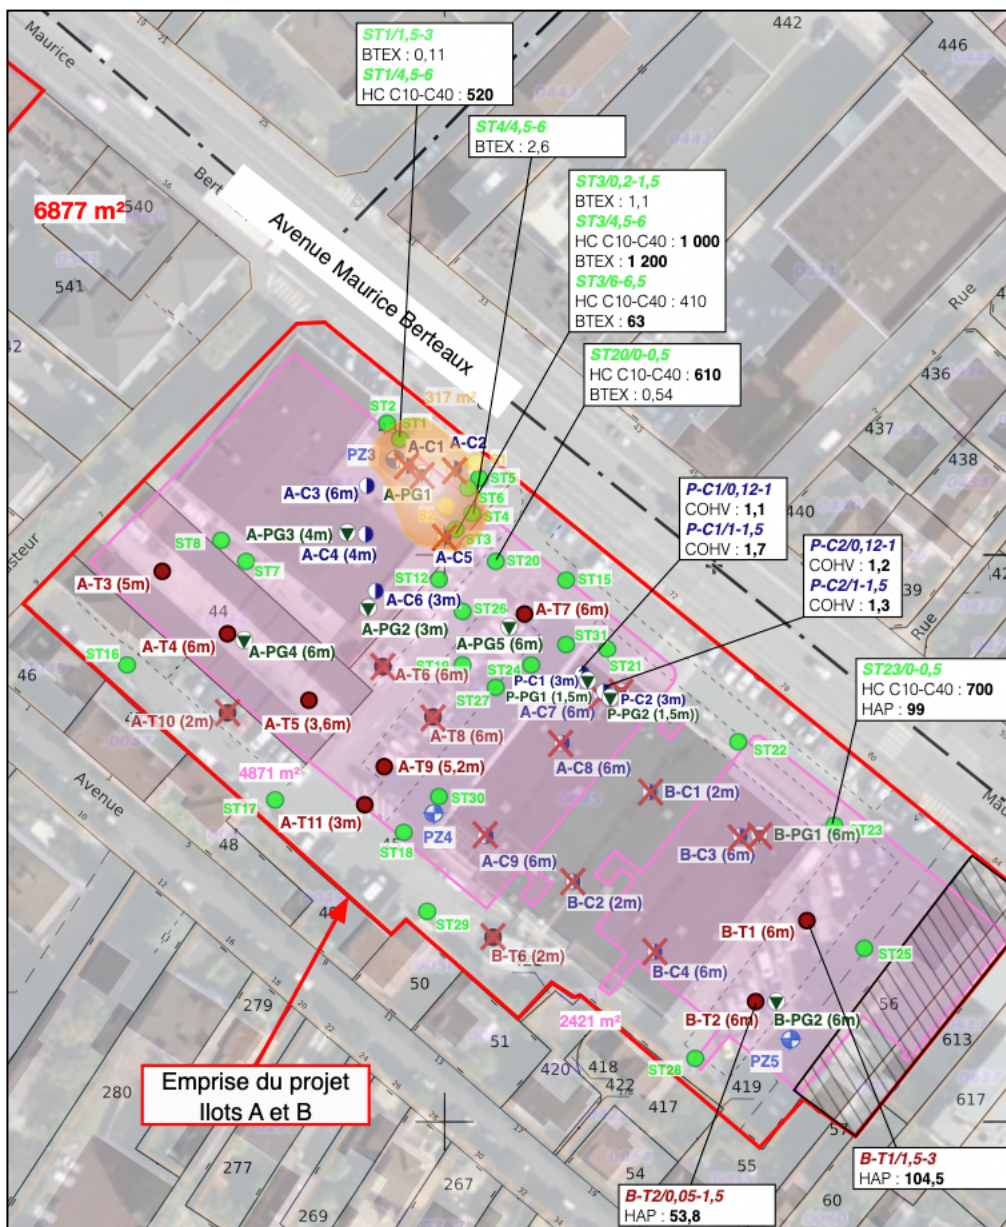 442
446
Maurice
ST1/1,5-3
BTEX : 0,11
ST1/4,5-6
HC C10-C40 : 520
ST4/4,5-6
BTEX : 2,6
ST3/0,2-1,5
BTEX : 1,1
ST3/4,5-6
HC C10-C40 : 1 000
BTEX : 1 200
ST3/6-6,5
HC C10-C40 : 410
BTEX : 63
6877 m²
540
541
Avenue Maurice Berteaux
Rue
ST20/0-0,5
HC C10-C40 : 610
BTEX : 0,54
436
437
438
317 m²
ST2
ST1
A-C1
A-C2
PZ3
ST5
A-C3 (6m)
A-PG1
ST6
S2
ST4
A-PG3 (4m)
A-C4 (4m)
ST3
A-C5
P-C1/0,12-1
COHV : 1,1
P-C1/1-1,5
COHV : 1,7
440
P-C2/0,12-1
COHV : 1,2
P-C2/1-1,5
COHV : 1,3
Rue
ST8
ST7
ST20
A-T3 (5m)
ST12
ST15
A-C6 (3m)
44
A-PG2 (3m)
ST26
A-T7 (6m)
A-T4 (6m)
A-PG4 (6m)
A-PG5 (6m)
ST31
ST21
46
ST16
A-T6 (6m)
ST19
ST24
P-C1 (3m)
P-PG1 (1,5m)
ST27
P-C2 (3m)
P-PG2 (1,5m))
ST23/0-0,5
HC C10-C40 : 700
HAP : 99
A-T10 (2m)
A-T5 (3,6m)
A-T8 (6m)
A-C7 (6m)
ST22
A-C8 (6m)
4871 m²
A-T9 (5,2m)
B-C1 (2m)
Avenue
ST17
ST30
A-T11 (3m)
PZ4
ST18
ST23
48
A-C9 (6m)
B-C3 (6m)
B-PG1 (6m)
B-C2 (2m)
ST29
B-T1 (6m)
B-T6 (2m)
B-C4 (6m)
ST25
50
279
B-T2 (6m)
B-PG2 (6m)
56
2421 m²
51
PZ5
613
280
Emprise du projet
Ilots A et B
420
418
422
417
ST28
419
617
57
277
267
269
54
55
60
B-T1/1,5-3
HAP : 104,5
B-T2/0,05-1,5
HAP : 53,8